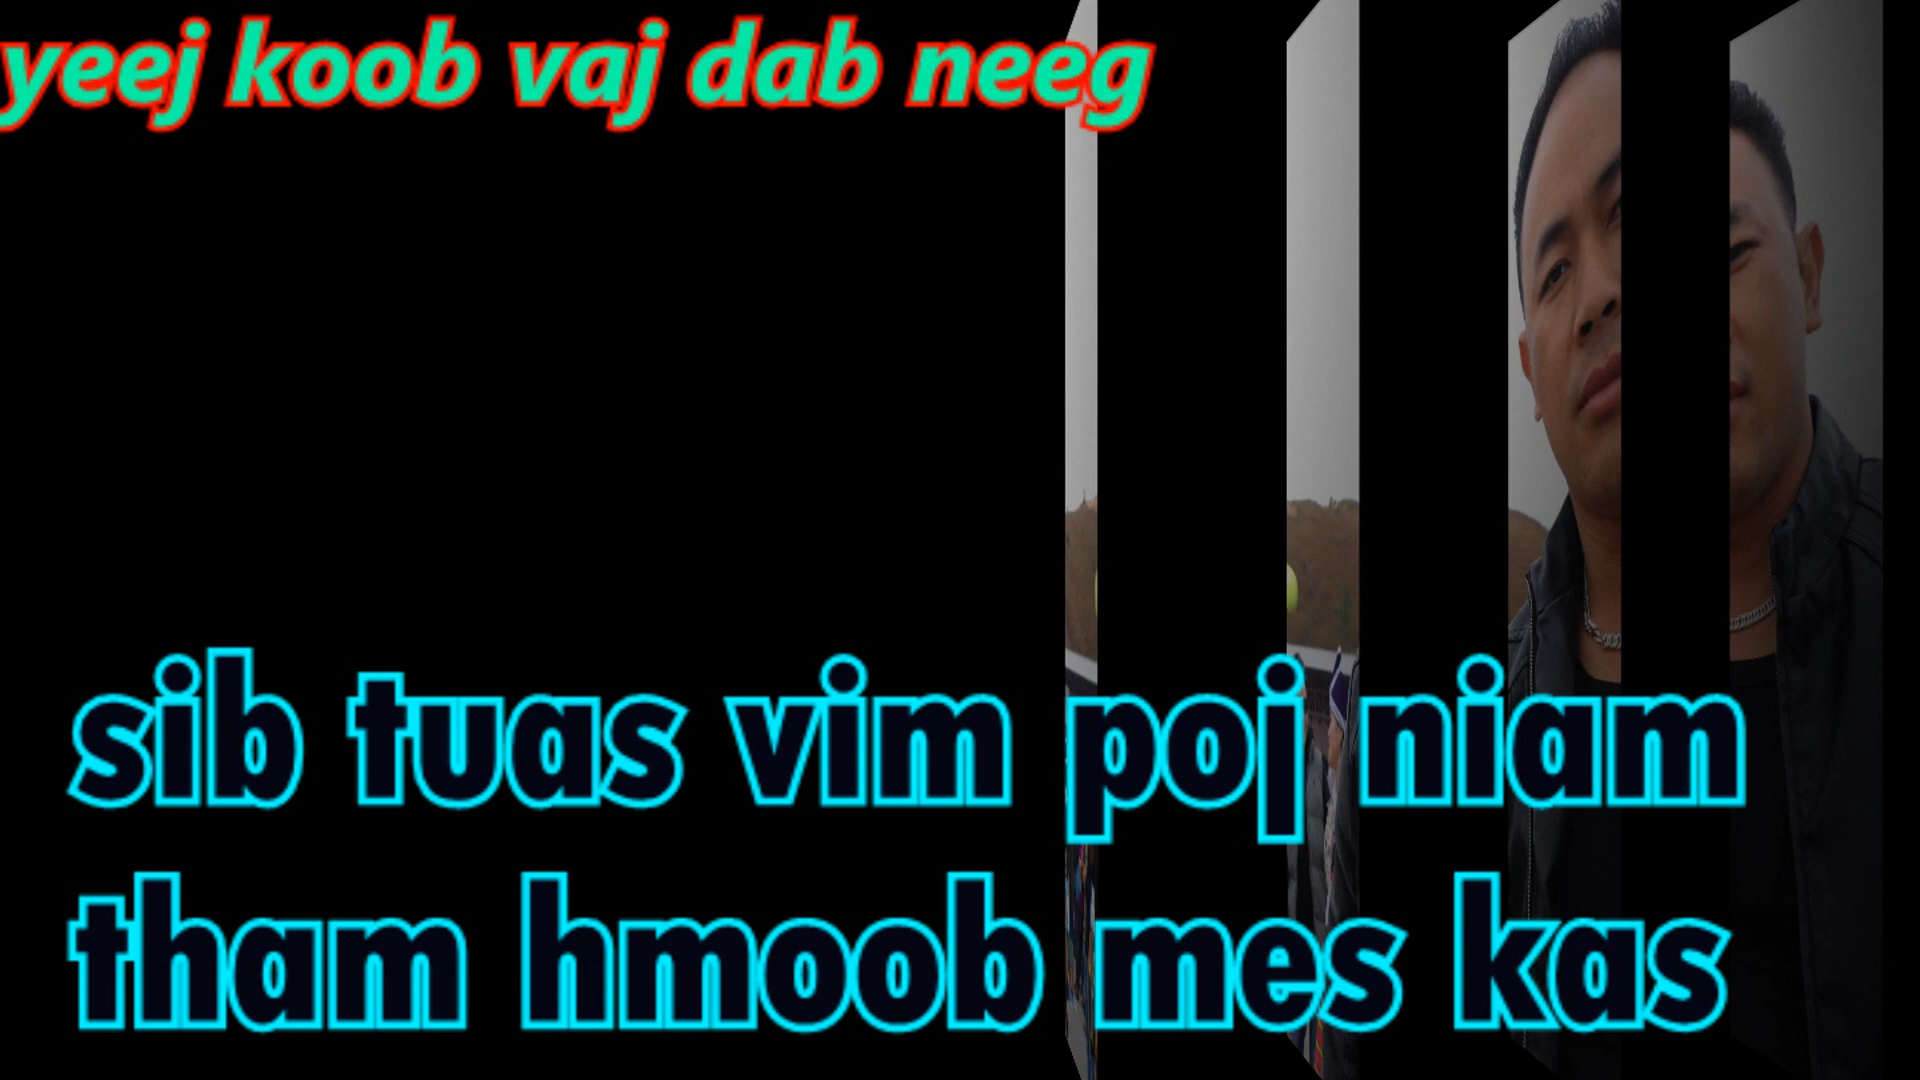 yeej koob vaj dab neeg
sib tuas vim poj niam
tham hmoob mes kas